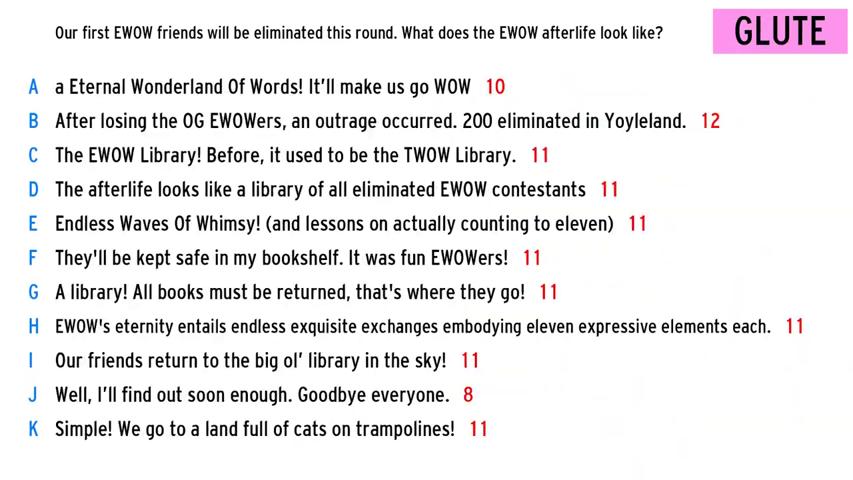 Our first EWOW friends will be eliminated this round. What does the EWOW afterlife look like?
GLUTE
A a Eternal Wonderland Of Words! It’ll make us go WOW 10
B After losing the OG EWOWers, an outrage occurred. 200 eliminated in Yoyleland. 12
C The EWOW Library! Before, it used to be the TWOW Library. 11
D The afterlife looks like a library of all eliminated EWOW contestants 11
E Endless Waves Of Whimsy! (and lessons on actually counting to eleven) 11
F They'll be kept safe in my bookshelf. It was fun EWOWers! 11
G A library! All books must be returned, that's where they go! 11
H EWOW's eternity entails endless exquisite exchanges embodying eleven expressive elements each. 11
I Our friends return to the big ol’ library in the sky! 11
J Well, I’ll find out soon enough. Goodbye everyone. 8
K Simple! We go to a land full of cats on trampolines! 11